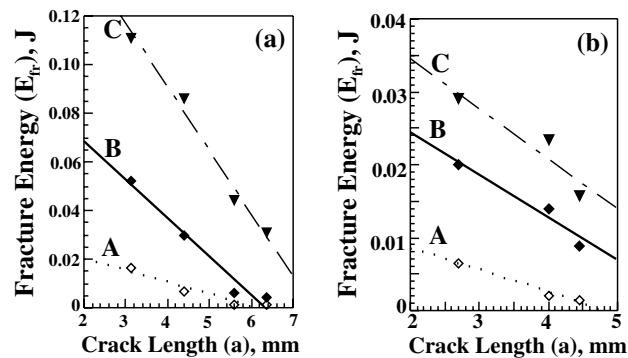 0.12
0.10
0.08
0.06
0.04
0.02
0
Fracture Energy (E_fr), J
C
B
A
(a)
2 3 4 5 6 7
Crack Length (a), mm
0.04
0.03
0.02
0.01
0
Fracture Energy (E_fr), J
C
B
A
(b)
2 3 4 5
Crack Length (a), mm